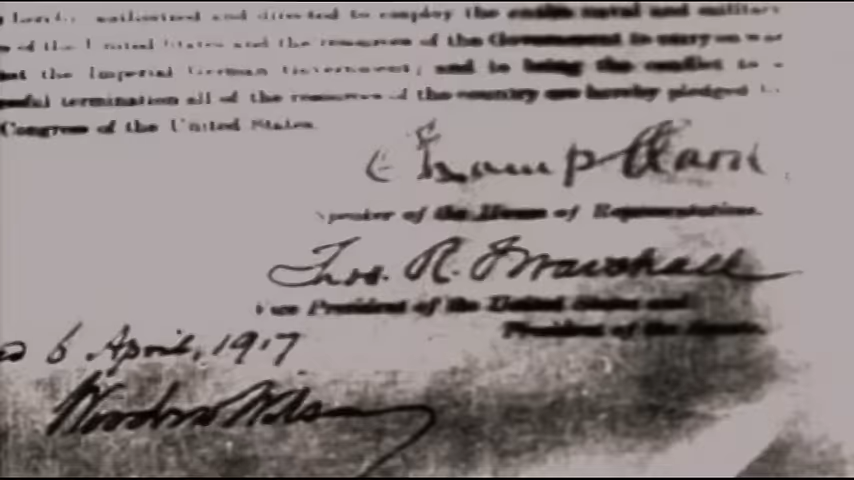 hereby authorized and directed to employ the entire naval and military
of the United States and the resources of the Government to carry on war
the Imperial German Government; and to bring the conflict to a
termination all of the resources of the country are hereby pledged
Congress of the United States.
Champ Clark
Speaker of the House of Representatives.
Thos. R. Marshall
Vice President of the United States and
President of the Senate.
6 April, 1917
Woodrow Wilson